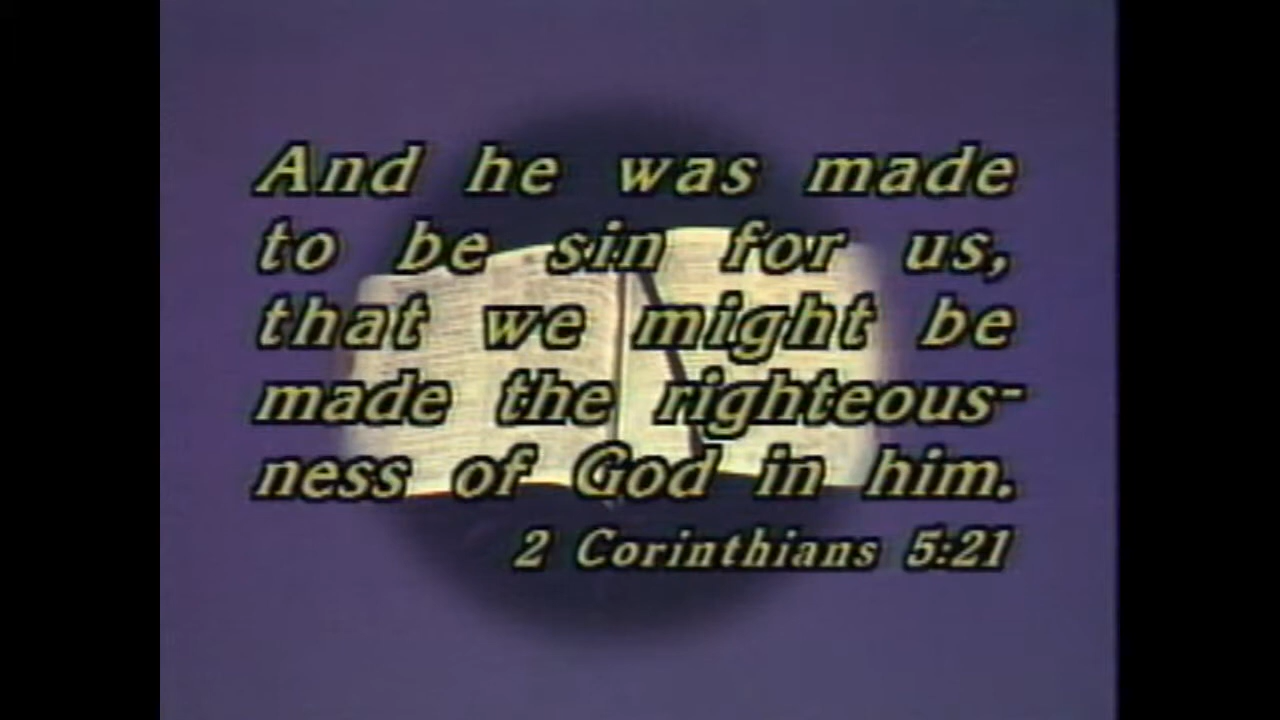 And he was made
to be sin for us,
that we might be
made the righteous-
ness of God in him.
2 Corinthians 5:21